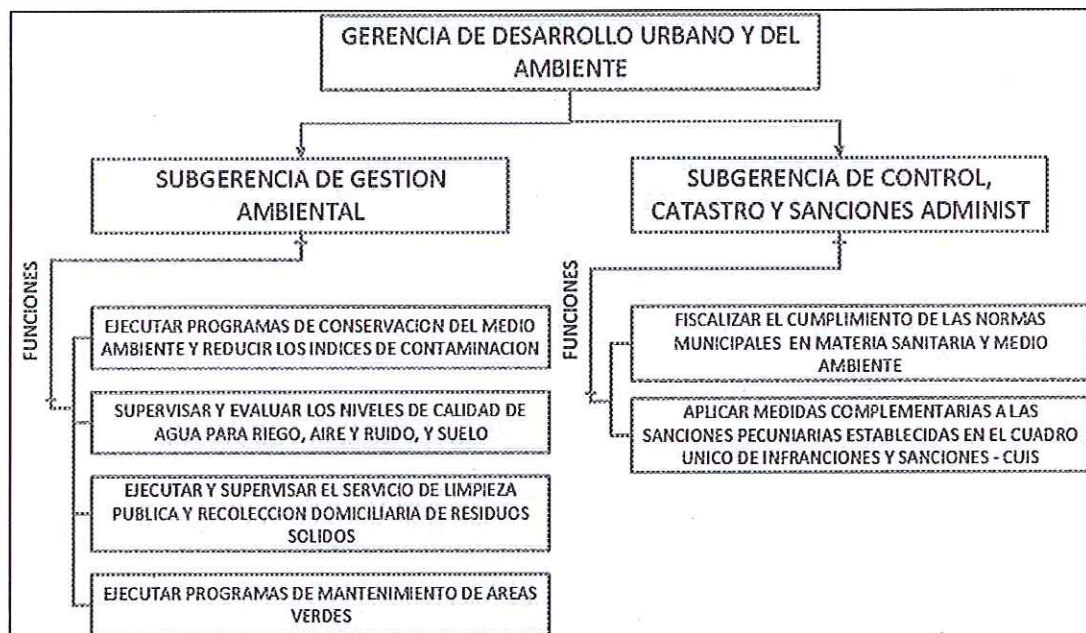 GERENCIA DE DESARROLLO URBANO Y DEL
AMBIENTE
SUBGERENCIA DE GESTION
AMBIENTAL
FUNCIONES
EJECUTAR PROGRAMAS DE CONSERVACION DEL MEDIO
AMBIENTE Y REDUCIR LOS INDICES DE CONTAMINACION
SUPERVISAR Y EVALUAR LOS NIVELES DE CALIDAD DE
AGUA PARA RIEGO, AIRE Y RUIDO, Y SUELO
EJECUTAR Y SUPERVISAR EL SERVICIO DE LIMPIEZA
PUBLICA Y RECOLECCION DOMICILIARIA DE RESIDUOS
SOLIDOS
EJECUTAR PROGRAMAS DE MANTENIMIENTO DE AREAS
VERDES
SUBGERENCIA DE CONTROL,
CATASTRO Y SANCIONES ADMINIST
FUNCIONES
FISCALIZAR EL CUMPLIMIENTO DE LAS NORMAS
MUNICIPALES EN MATERIA SANITARIA Y MEDIO
AMBIENTE
APLICAR MEDIDAS COMPLEMENTARIAS A LAS
SANCIONES PECUNIARIAS ESTABLECIDAS EN EL CUADRO
UNICO DE INFRANCIONES Y SANCIONES - CUIS